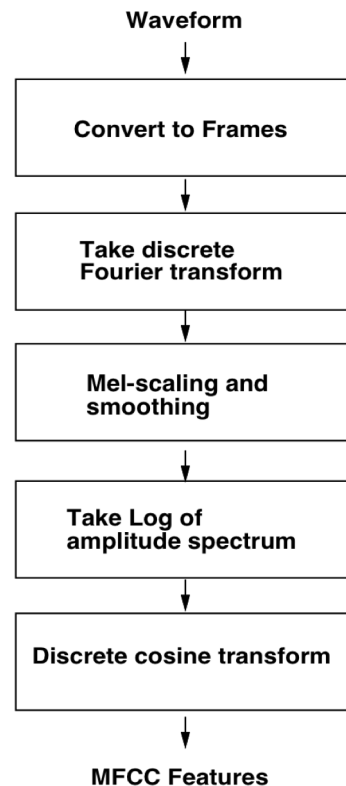 Waveform
Convert to Frames
Take discrete
Fourier transform
Mel-scaling and
smoothing
Take Log of
amplitude spectrum
Discrete cosine transform
MFCC Features